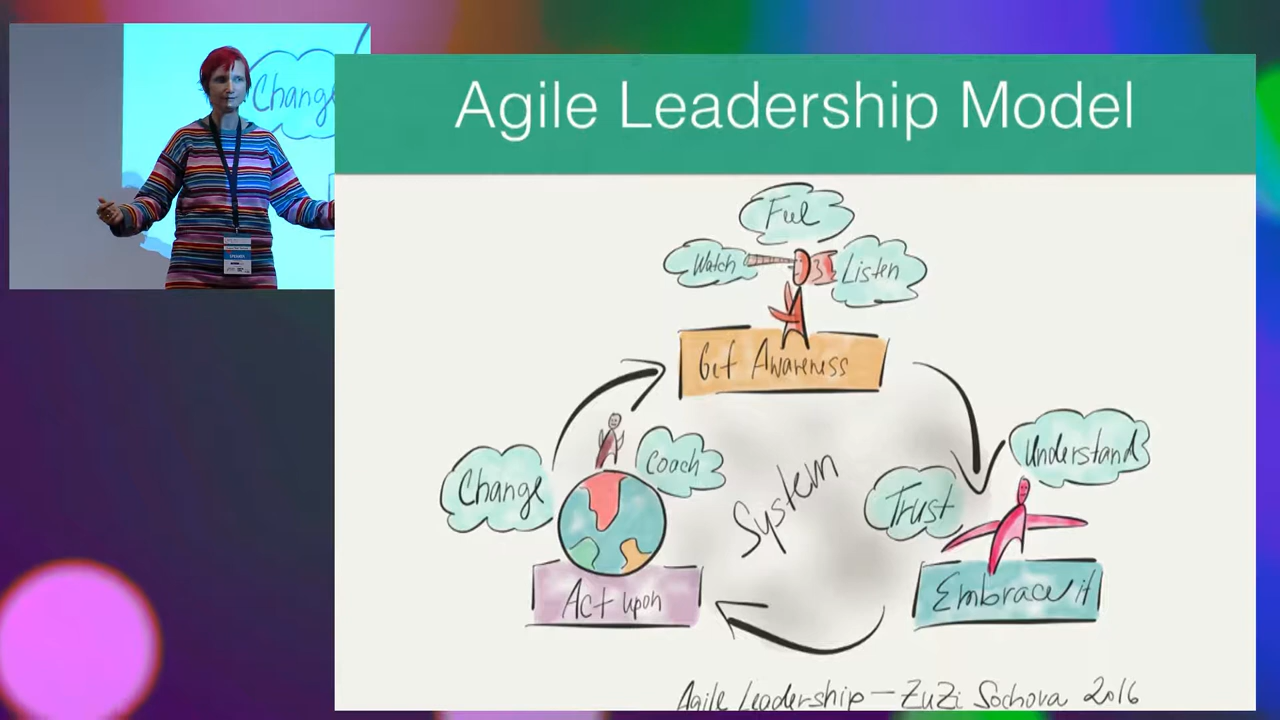 Change
Agile Leadership Model
Ful
Watch
Listen
Get Awareness
Understand
Change
Coach
System
Trust
Act upon
Embrace it
Agile Leadership - Zuzi Sochova 2016